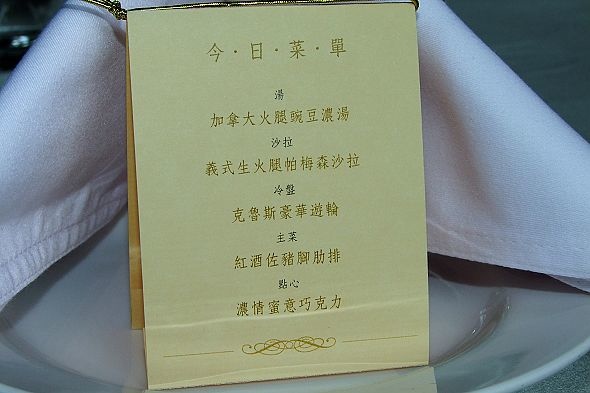 今·日·菜·單
湯
加拿大火腿豌豆濃湯
沙拉
義式生火腿帕梅森沙拉
冷盤
克魯斯豪華遊輪
主菜
紅酒佐豬腳肋排
點心
濃情蜜意巧克力